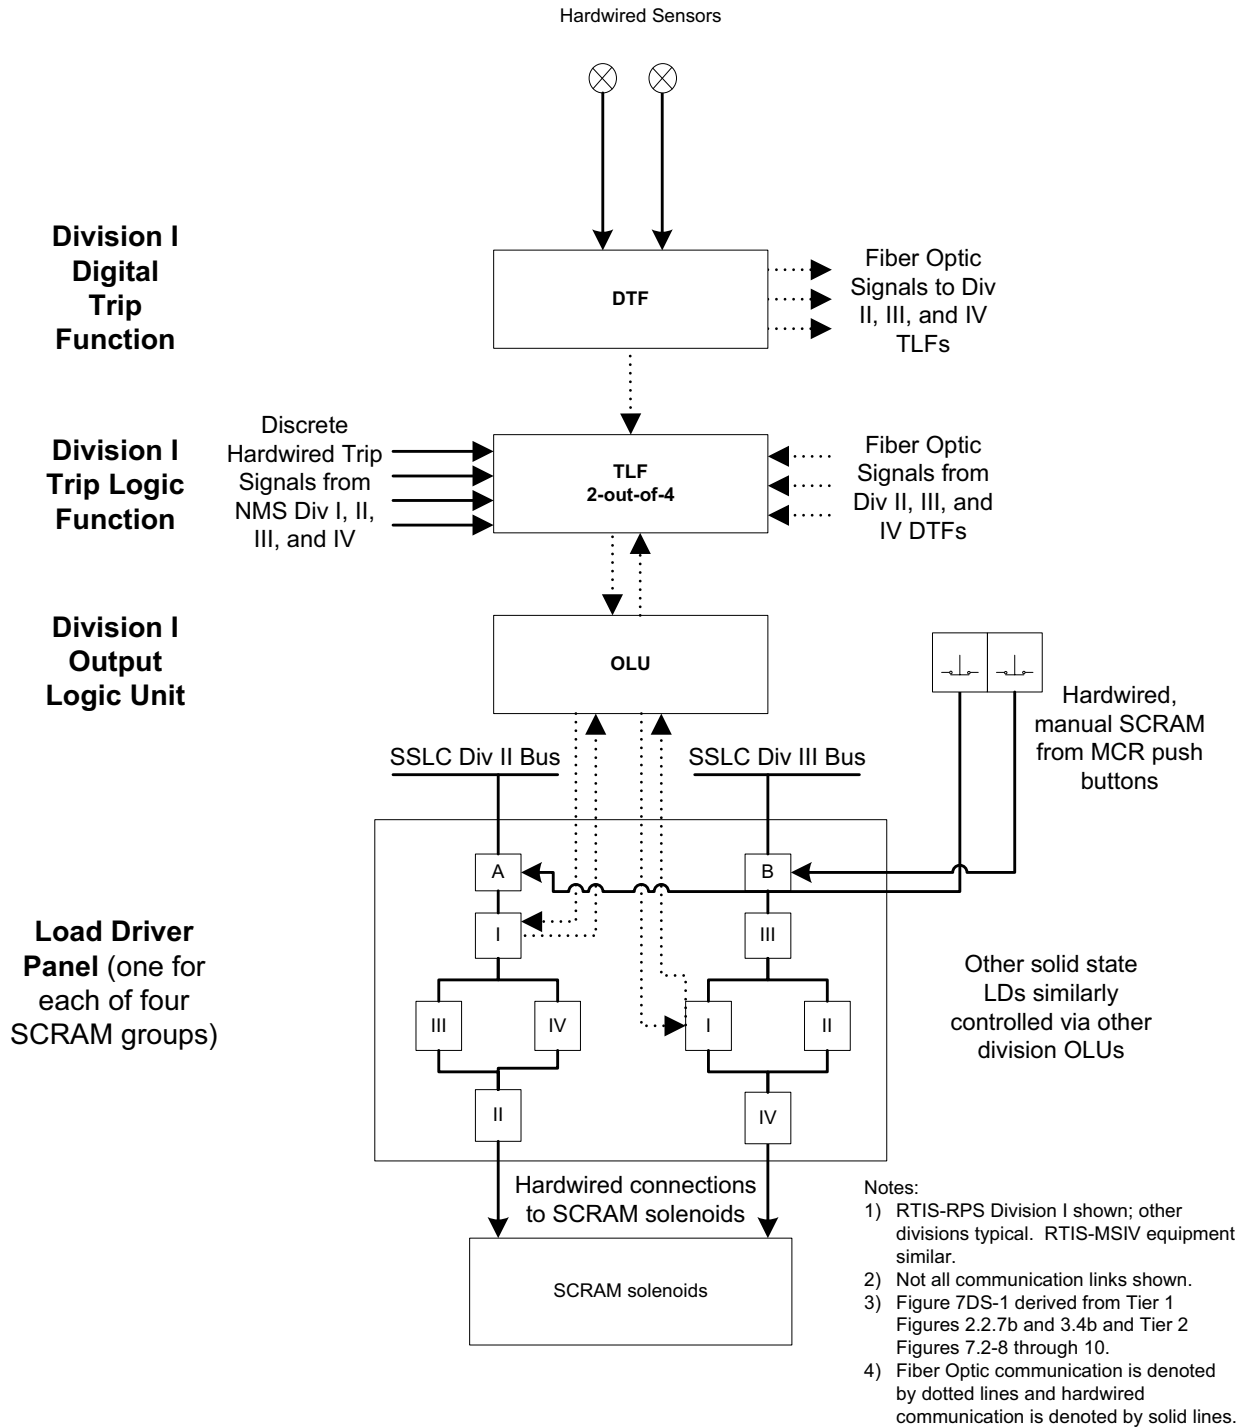 Hardwired Sensors
Division I
Digital
Trip
Function
DTF
Fiber Optic
Signals to Div
II, III, and IV
TLFs
Division I
Trip Logic
Function
Discrete
Hardwired Trip
Signals from
NMS Div I, II,
III, and IV
TLF
2-out-of-4
Fiber Optic
Signals from
Div II, III, and
IV DTFs
Division I
Output
Logic Unit
OLU
Hardwired,
manual SCRAM
from MCR push
buttons
SSLC Div II Bus
SSLC Div III Bus
Load Driver
Panel (one for
each of four
SCRAM groups)
A
B
I
III
III
IV
I
II
II
IV
Other solid state
LDs similarly
controlled via other
division OLUs
Hardwired connections
to SCRAM solenoids
SCRAM solenoids
Notes:
1) RTIS-RPS Division I shown; other
divisions typical. RTIS-MSIV equipment
similar.
2) Not all communication links shown.
3) Figure 7DS-1 derived from Tier 1
Figures 2.2.7b and 3.4b and Tier 2
Figures 7.2-8 through 10.
4) Fiber Optic communication is denoted
by dotted lines and hardwired
communication is denoted by solid lines.